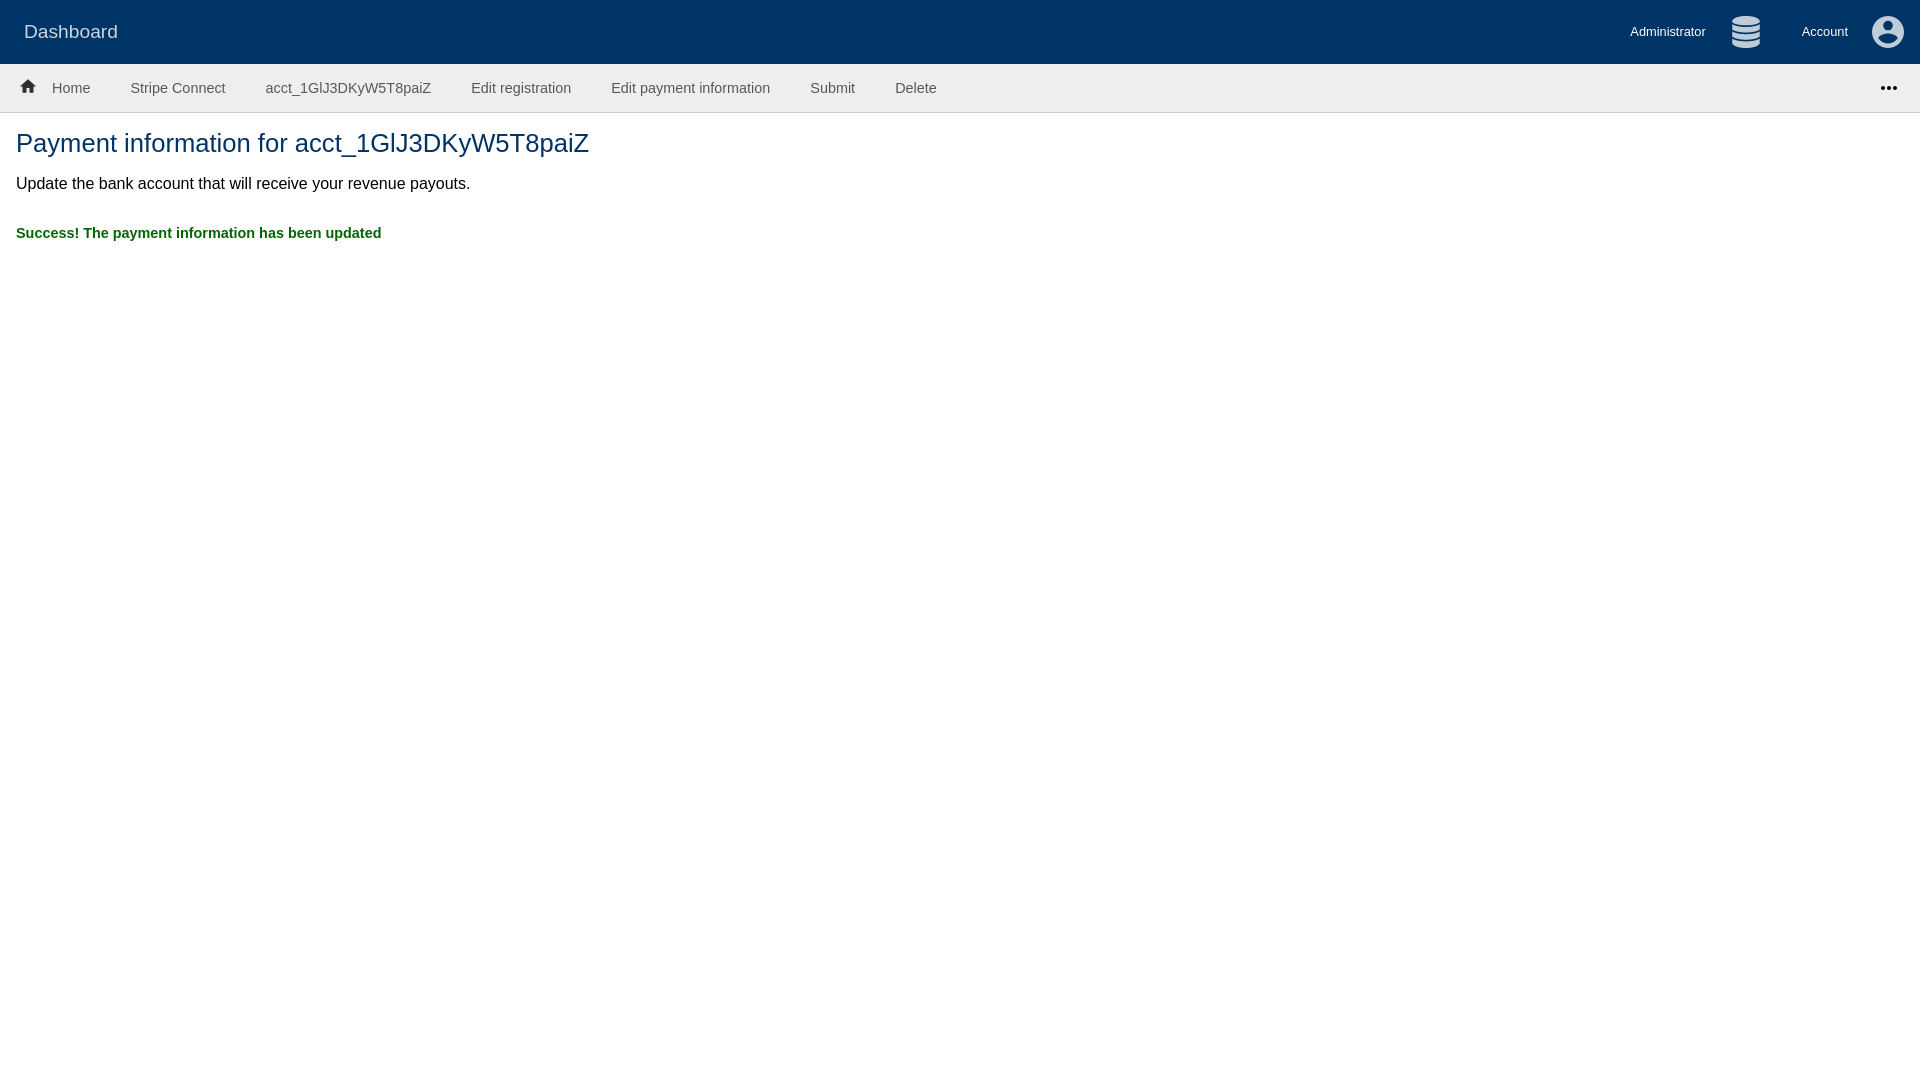 Dashboard
Administrator
Account
Home
Stripe Connect
acct_1GlJ3DKyW5T8paiZ
Edit registration
Edit payment information
Submit
Delete
Payment information for acct_1GlJ3DKyW5T8paiZ
Update the bank account that will receive your revenue payouts.
Success! The payment information has been updated